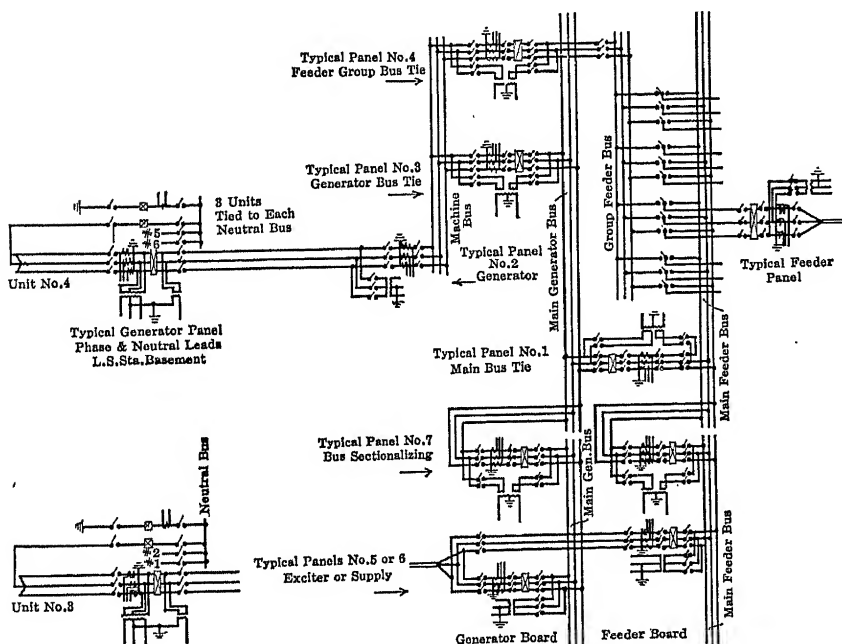 Typical Panel No.4
Feeder Group Bus Tie
Typical Panel No.3
Generator Bus Tie
3 Units
Tied to Each
Neutral Bus
#5
#6
Unit No.4
Typical Generator Panel
Phase & Neutral Leads
L.S.Sta.Basement
Machine
Bus
Typical Panel
No.2
Generator
Main Generator Bus
Group Feeder Bus
Typical Feeder
Panel
Main Feeder Bus
Typical Panel No.1
Main Bus Tie
Typical Panel No.7
Bus Sectionalizing
Main Gen.Bus
Neutral Bus
#2
#1
Unit No.3
Typical Panels No.5 or 6
Exciter or Supply
Main Feeder Bus
Generator Board
Feeder Board